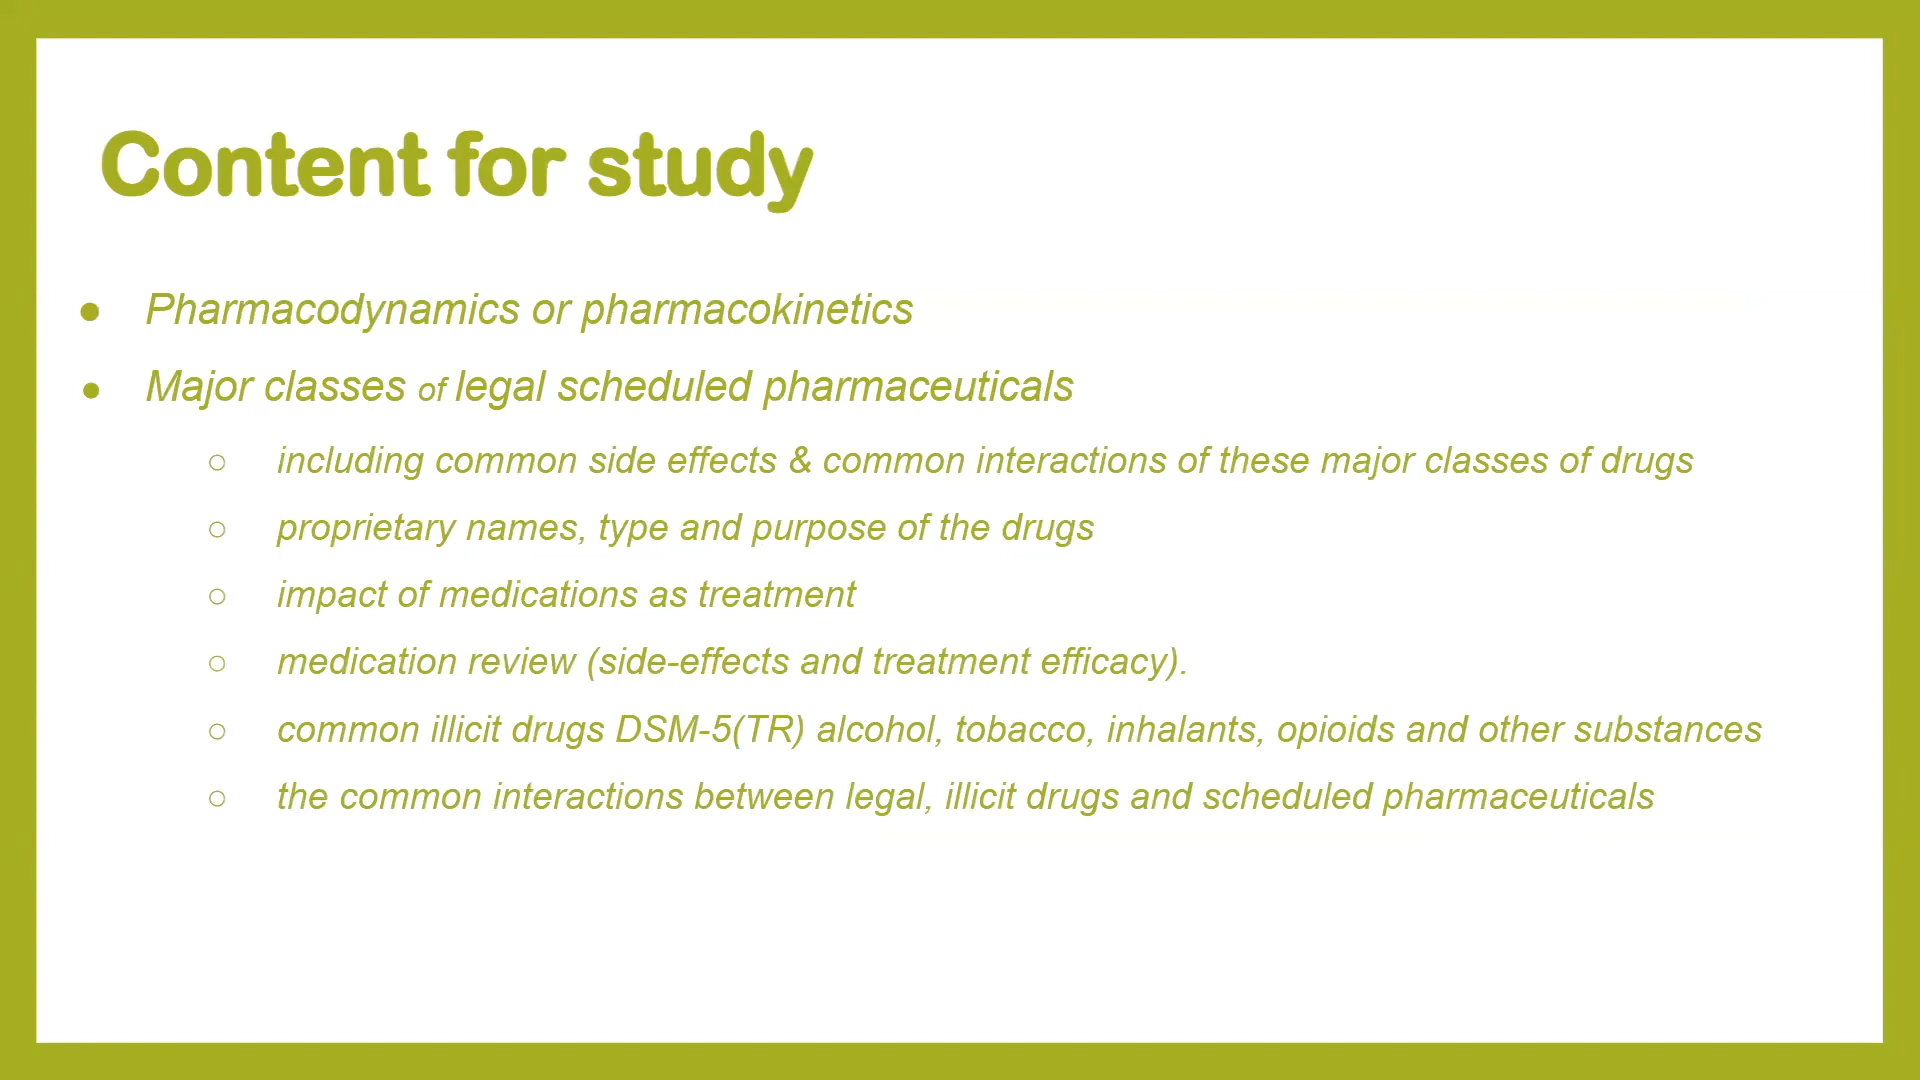 Content for study
● Pharmacodynamics or pharmacokinetics
● Major classes of legal scheduled pharmaceuticals
○ including common side effects & common interactions of these major classes of drugs
○ proprietary names, type and purpose of the drugs
○ impact of medications as treatment
○ medication review (side-effects and treatment efficacy).
○ common illicit drugs DSM-5(TR) alcohol, tobacco, inhalants, opioids and other substances
○ the common interactions between legal, illicit drugs and scheduled pharmaceuticals